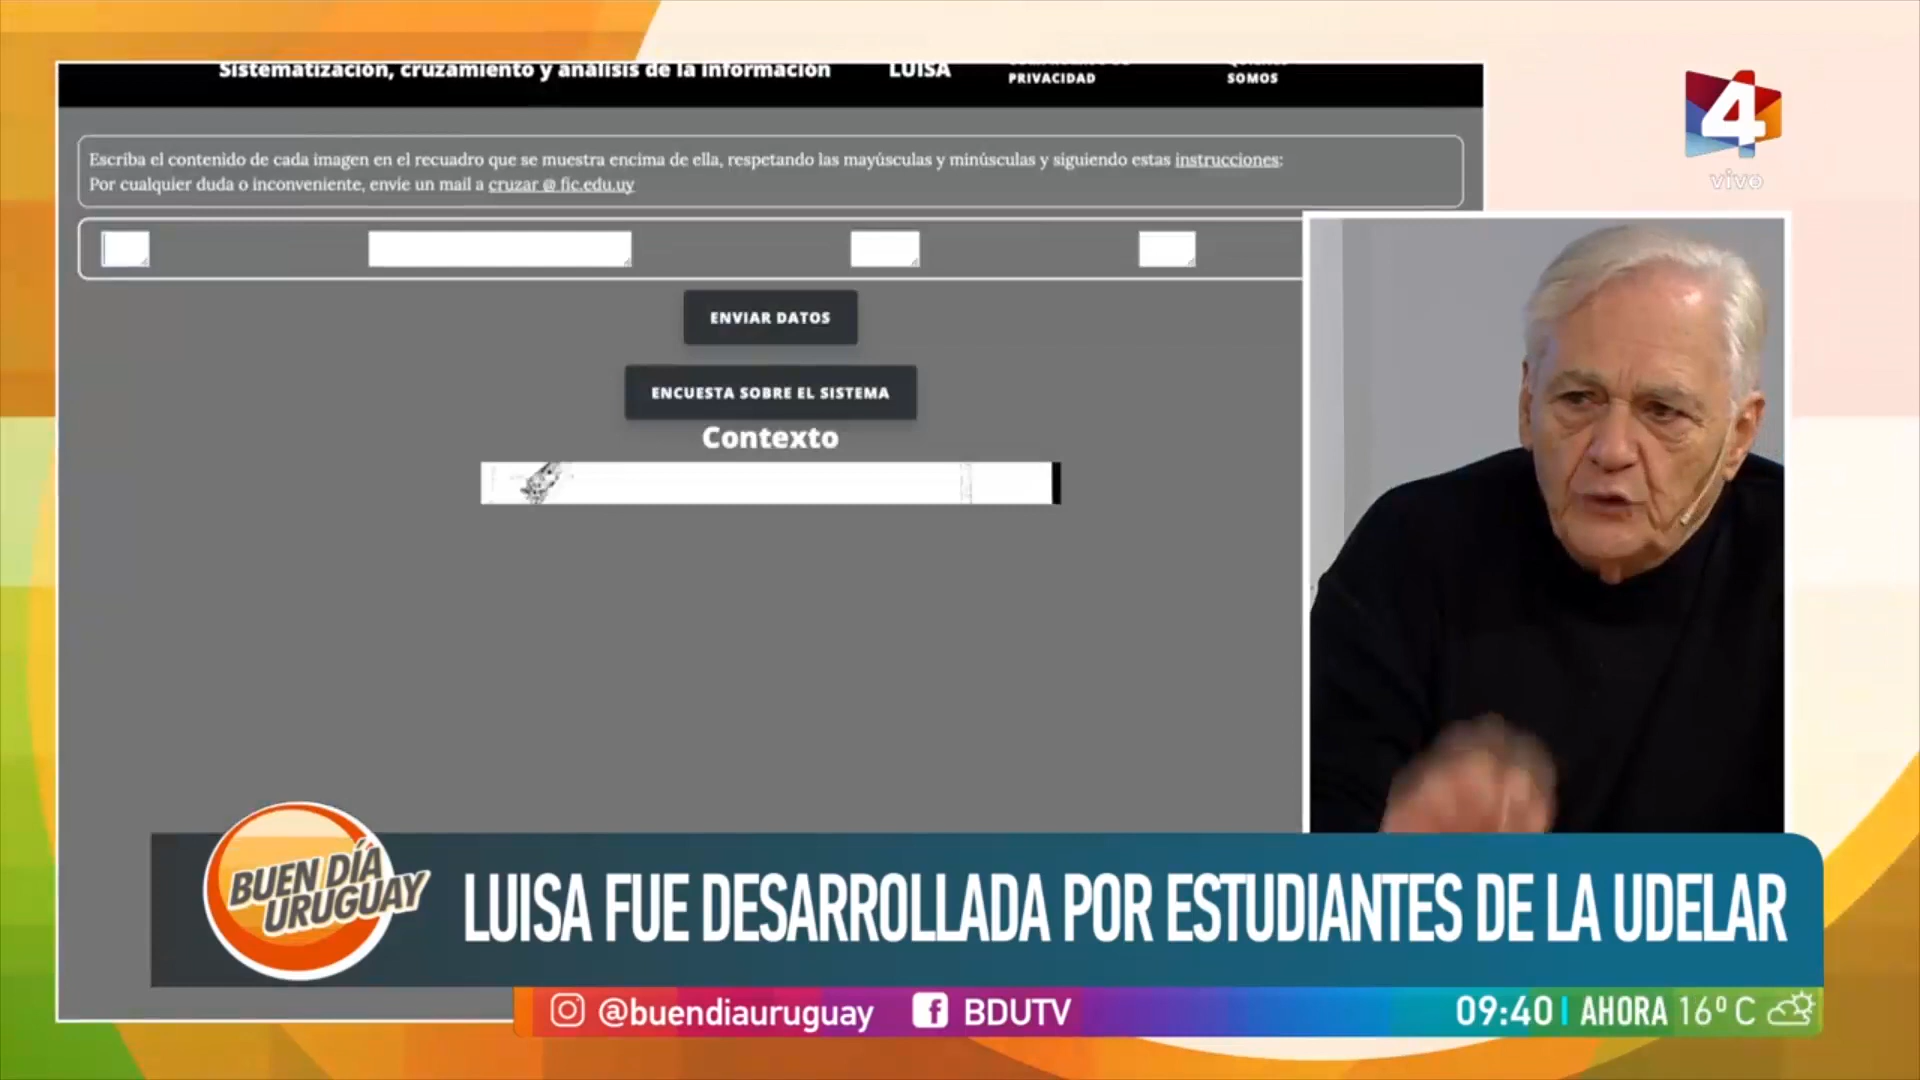 Sistematización, cruzamiento y análisis de la información
LUISA
PRIVACIDAD
SOMOS
4
vivo
Escriba el contenido de cada imagen en el recuadro que se muestra encima de ella, respetando las mayúsculas y minúsculas y siguiendo estas instrucciones:
Por cualquier duda o inconveniente, envíe un mail a cruzar @ fic.edu.uy
ENVIAR DATOS
ENCUESTA SOBRE EL SISTEMA
Contexto
BUEN DÍA
URUGUAY
LUISA FUE DESARROLLADA POR ESTUDIANTES DE LA UDELAR
@buendiauruguay
BDUTV
09:40 | AHORA 16º C